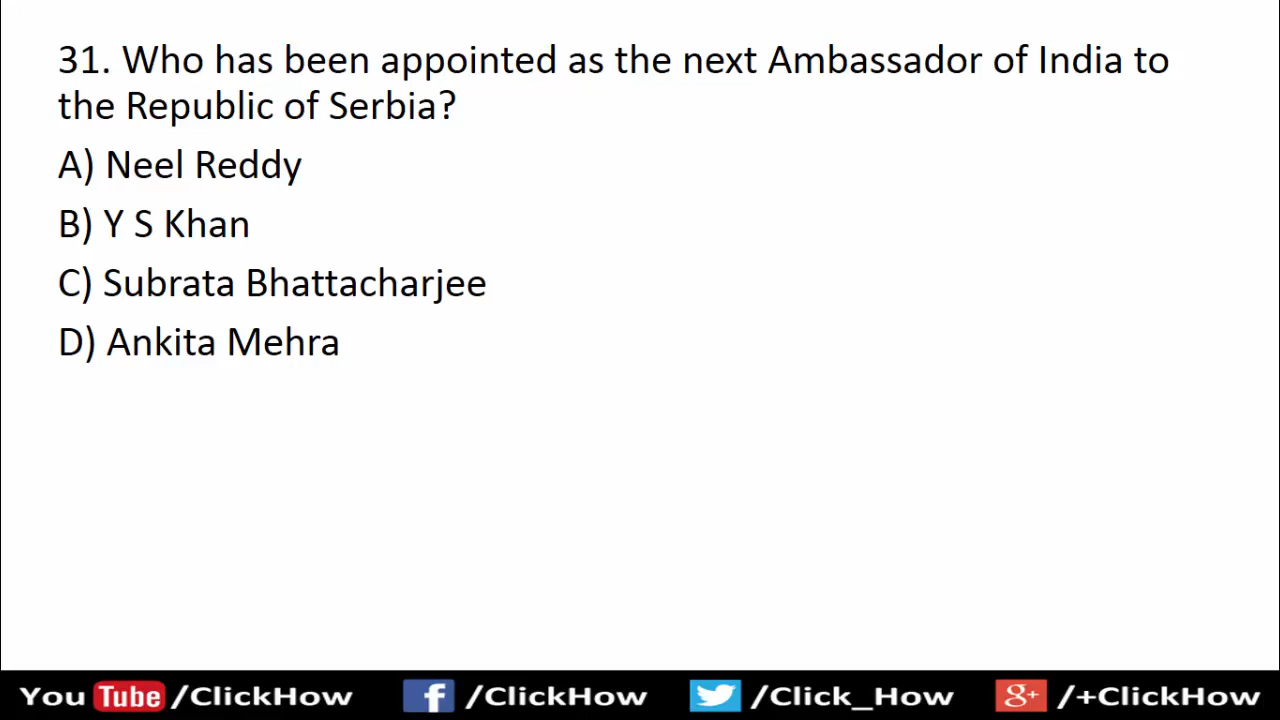 31. Who has been appointed as the next Ambassador of India to
the Republic of Serbia?
A) Neel Reddy
B) Y S Khan
C) Subrata Bhattacharjee
D) Ankita Mehra
You Tube /ClickHow f /ClickHow /Click_How g+ /+ClickHow